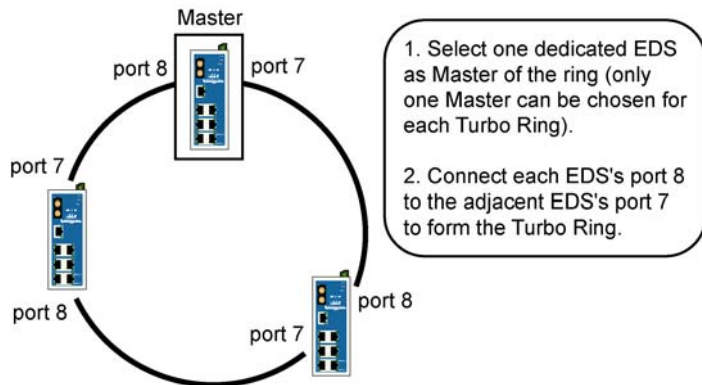 Master
port 8
port 7
port 7
port 8
port 7
port 8
1. Select one dedicated EDS
as Master of the ring (only
one Master can be chosen for
each Turbo Ring).
2. Connect each EDS's port 8
to the adjacent EDS's port 7
to form the Turbo Ring.